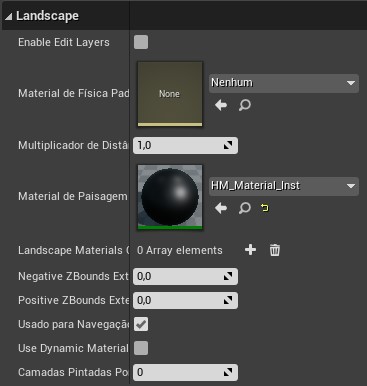 Landscape
Enable Edit Layers
None
Material de Física Pad
Nenhum
Multiplicador de Distâ
1,0
Material de Paisagem
HM_Material_Inst
Landscape Materials O
0 Array elements
Negative ZBounds Exte
0,0
Positive ZBounds Exte
0,0
Usado para Navegaçã
Use Dynamic Material
Camadas Pintadas Po
0